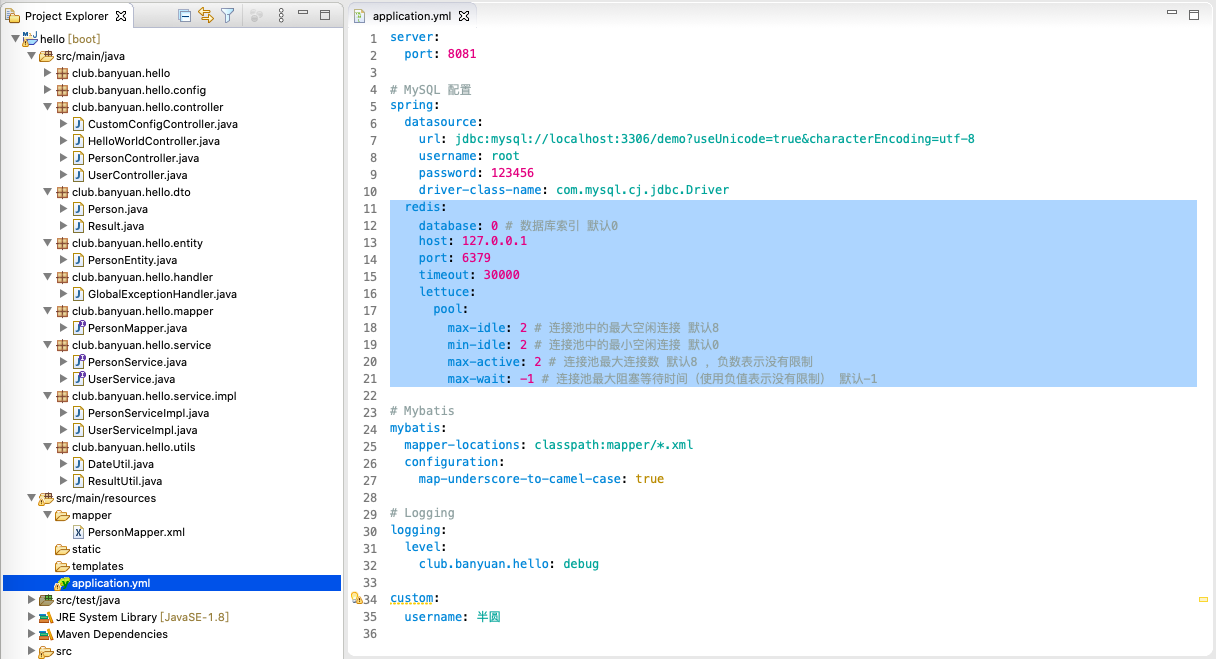 Project Explorer
hello [boot]
src/main/java
club.banyuan.hello
club.banyuan.hello.config
club.banyuan.hello.controller
CustomConfigController.java
HelloWorldController.java
PersonController.java
UserController.java
club.banyuan.hello.dto
Person.java
Result.java
club.banyuan.hello.entity
PersonEntity.java
club.banyuan.hello.handler
GlobalExceptionHandler.java
club.banyuan.hello.mapper
PersonMapper.java
club.banyuan.hello.service
PersonService.java
UserService.java
club.banyuan.hello.service.impl
PersonServiceImpl.java
UserServiceImpl.java
club.banyuan.hello.utils
DateUtil.java
ResultUtil.java
src/main/resources
mapper
PersonMapper.xml
static
templates
application.yml
src/test/java
JRE System Library [JavaSE-1.8]
Maven Dependencies
src
application.yml
1 server:
2   port: 8081
3
4 # MySQL 配置
5 spring:
6   datasource:
7     url: jdbc:mysql://localhost:3306/demo?useUnicode=true&characterEncoding=utf-8
8     username: root
9     password: 123456
10     driver-class-name: com.mysql.cj.jdbc.Driver
11   redis:
12     database: 0 # 数据库索引 默认0
13     host: 127.0.0.1
14     port: 6379
15     timeout: 30000
16     lettuce:
17       pool:
18         max-idle: 2 # 连接池中的最大空闲连接 默认8
19         min-idle: 2 # 连接池中的最小空闲连接 默认0
20         max-active: 2 # 连接池最大连接数 默认8 ，负数表示没有限制
21         max-wait: -1 # 连接池最大阻塞等待时间（使用负值表示没有限制） 默认-1
22
23 # Mybatis
24 mybatis:
25   mapper-locations: classpath:mapper/*.xml
26   configuration:
27     map-underscore-to-camel-case: true
28
29 # Logging
30 logging:
31   level:
32     club.banyuan.hello: debug
33
34 custom:
35   username: 半圆
36